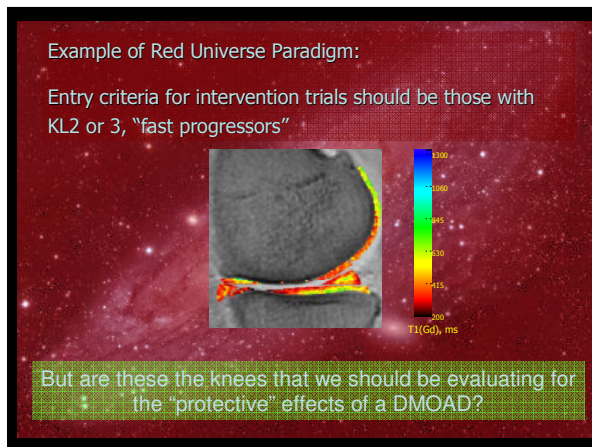 Example of Red Universe Paradigm:
Entry criteria for intervention trials should be those with
KL2 or 3, “fast progressors”
1300
1060
845
630
415
200
T1(Gd), ms
But are these the knees that we should be evaluating for
the “protective” effects of a DMOAD?